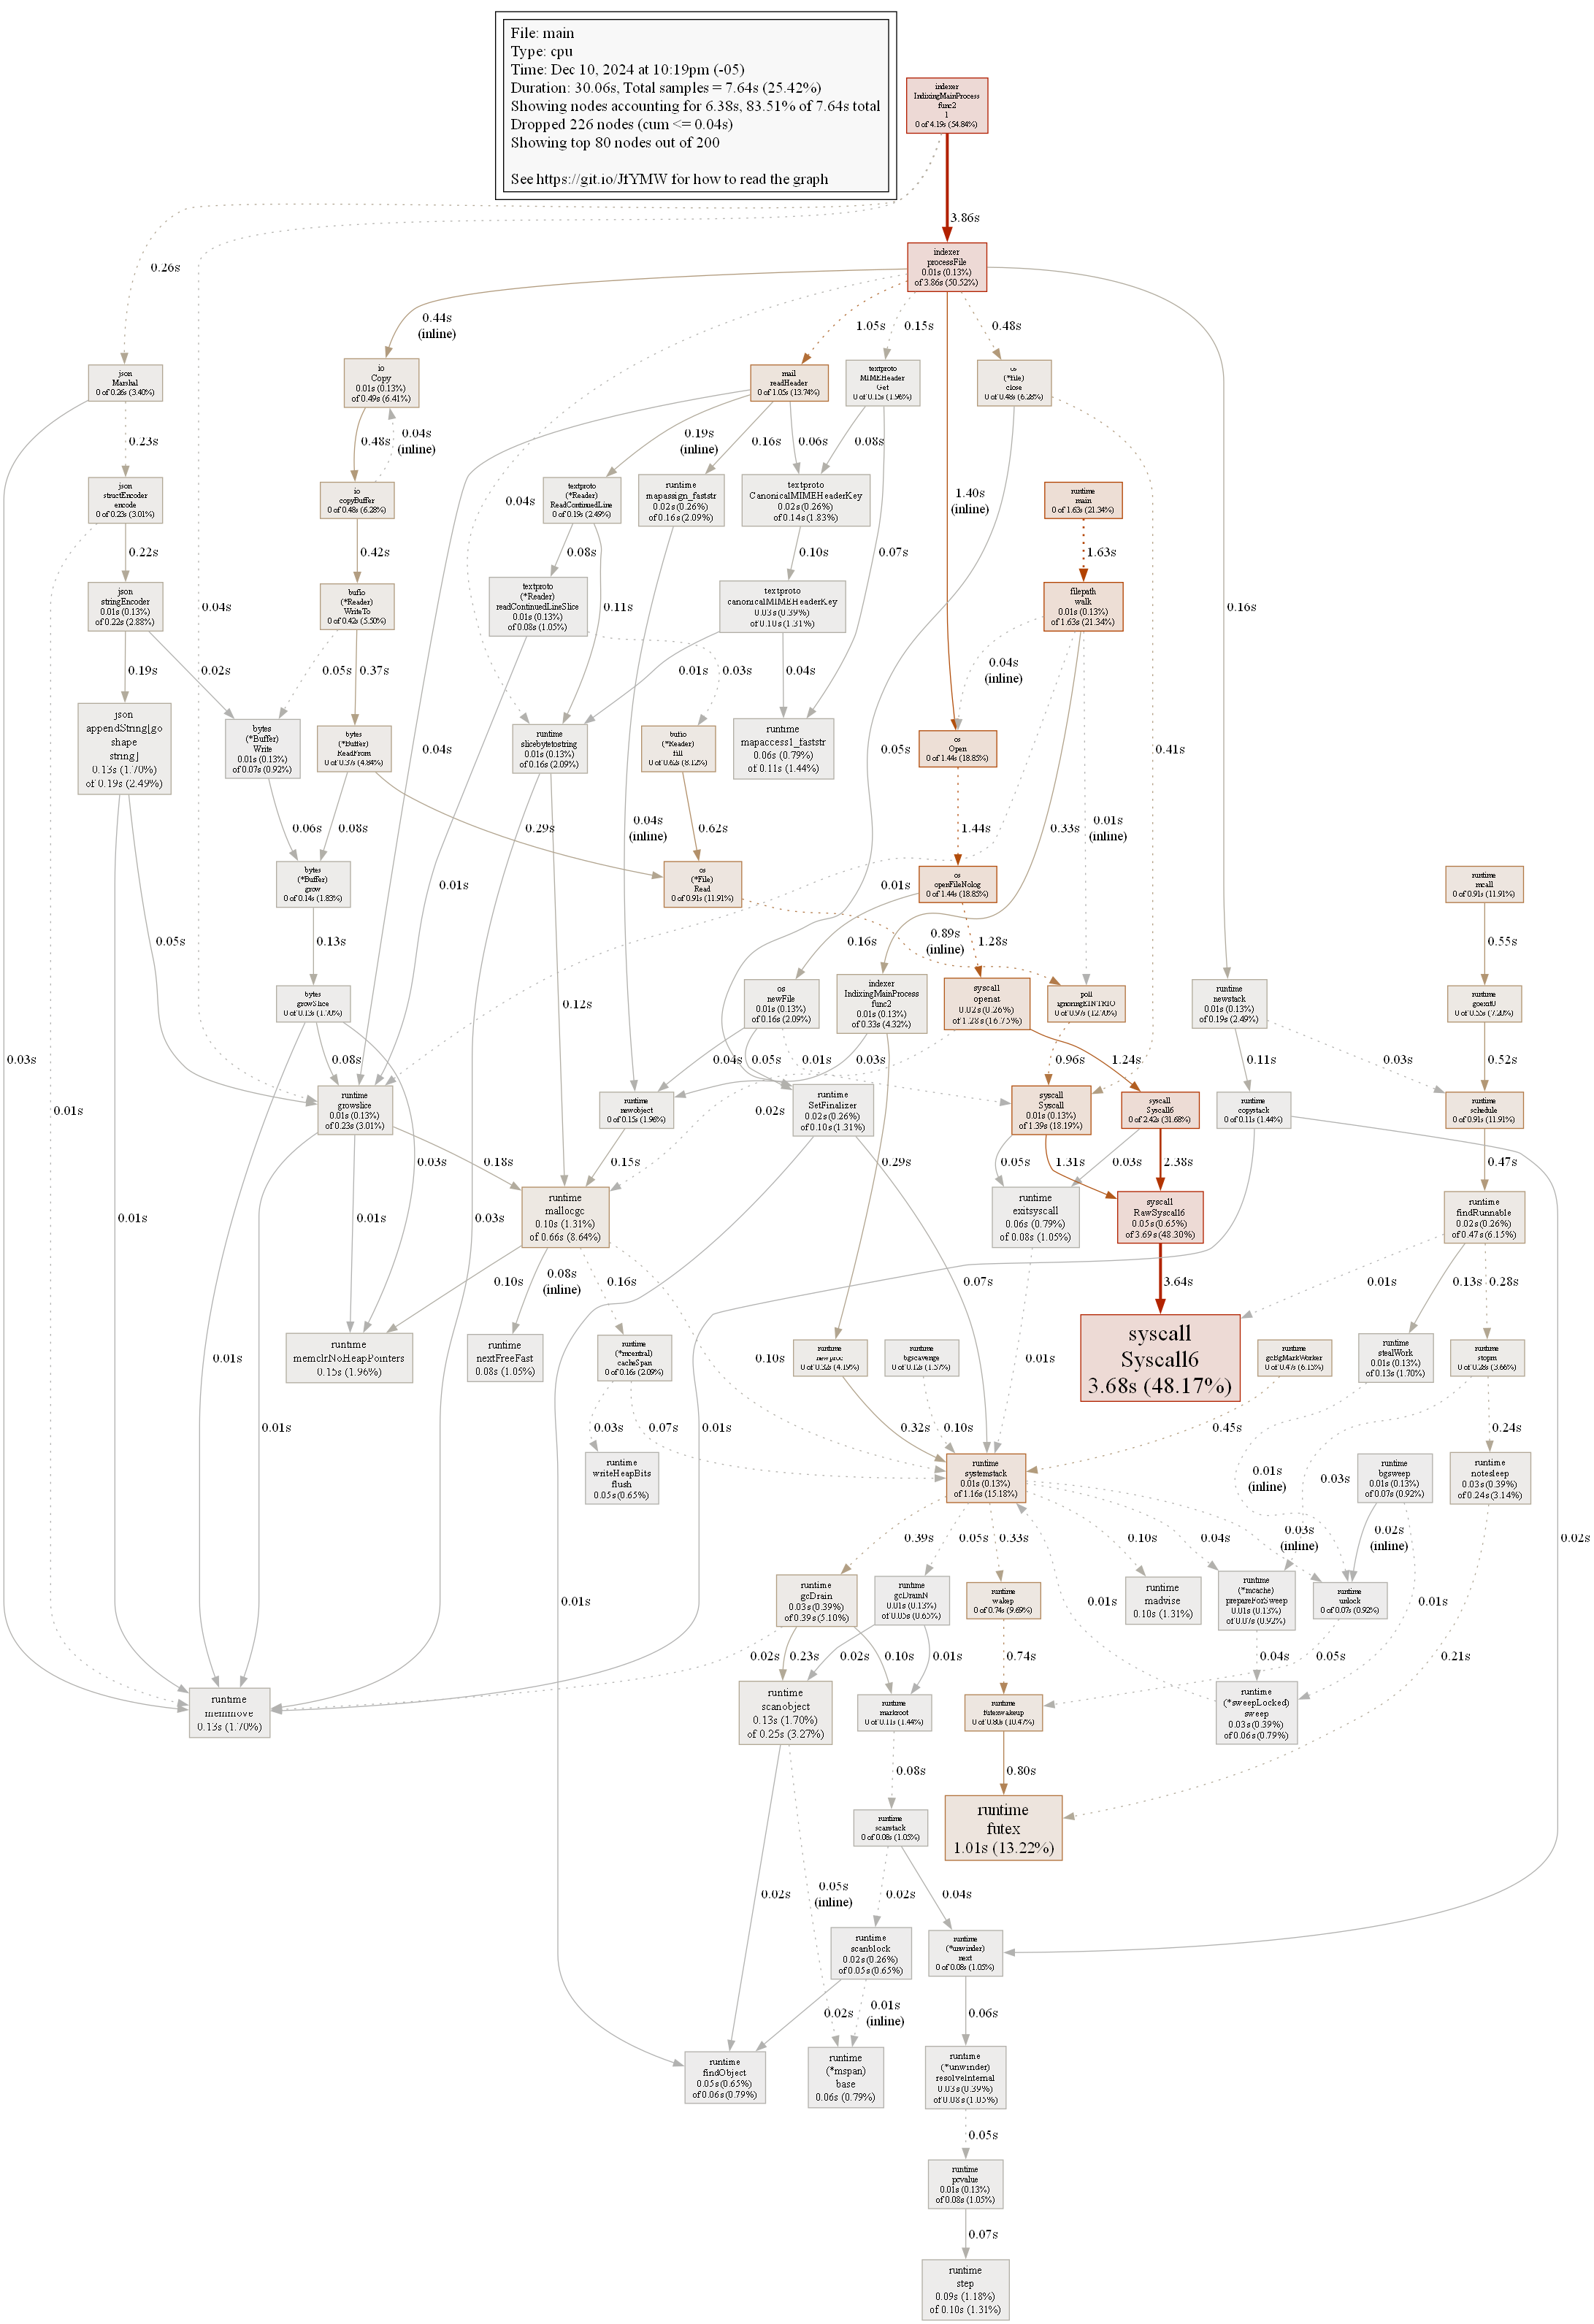 File: main
Type: cpu
Time: Dec 10, 2024 at 10:19pm (-05)
Duration: 30.06s, Total samples = 7.64s (25.42%)
Showing nodes accounting for 6.38s, 83.51% of 7.64s total
Dropped 226 nodes (cum <= 0.04s)
Showing top 80 nodes out of 200
See https://git.io/JfYMW for how to read the graph
indexer
IndixingMainProcess
func2
1
0 of 4.19s (54.84%)
3.86s
0.26s
indexer
processFile
0.01s (0.13%)
of 3.86s (50.52%)
0.44s
(inline)
1.05s
0.15s
0.48s
json
Marshal
0 of 0.26s (3.40%)
io
Copy
0.01s (0.13%)
of 0.49s (6.41%)
mail
readHeader
0 of 1.05s (13.74%)
textproto
MIMEHeader
Get
0 of 0.15s (1.96%)
os
(*File)
close
0 of 0.48s (6.28%)
0.23s
0.48s
0.04s
(inline)
0.19s
(inline)
0.16s
0.06s
0.08s
json
structEncoder
encode
0 of 0.23s (3.01%)
io
copyBuffer
0 of 0.48s (6.28%)
0.04s
textproto
(*Reader)
ReadContinuedLine
0 of 0.19s (2.49%)
runtime
mapassign_faststr
0.02s (0.26%)
of 0.16s (2.09%)
textproto
CanonicalMIMEHeaderKey
0.02s (0.26%)
of 0.14s (1.83%)
1.40s
(inline)
runtime
main
0 of 1.63s (21.34%)
0.22s
0.42s
0.08s
0.10s
0.07s
1.63s
json
stringEncoder
0.01s (0.13%)
of 0.22s (2.88%)
0.04s
bufio
(*Reader)
WriteTo
0 of 0.42s (5.50%)
textproto
(*Reader)
readContinuedLineSlice
0.01s (0.13%)
of 0.08s (1.05%)
0.11s
textproto
canonicalMIMEHeaderKey
0.03s (0.39%)
of 0.10s (1.31%)
filepath
walk
0.01s (0.13%)
of 1.63s (21.34%)
0.16s
0.19s
0.02s
0.05s
0.37s
0.03s
0.01s
0.04s
0.04s
(inline)
json
appendString[go
shape
string]
0.13s (1.70%)
of 0.19s (2.49%)
bytes
(*Buffer)
Write
0.01s (0.13%)
of 0.07s (0.92%)
bytes
(*Buffer)
ReadFrom
0 of 0.37s (4.84%)
0.04s
runtime
slicebytetostring
0.01s (0.13%)
of 0.16s (2.09%)
bufio
(*Reader)
fill
0 of 0.62s (8.12%)
runtime
mapaccess1_faststr
0.06s (0.79%)
of 0.11s (1.44%)
0.05s
os
Open
0 of 1.44s (18.85%)
0.41s
0.06s
0.08s
0.29s
0.04s
(inline)
0.62s
1.44s
0.33s
0.01s
(inline)
bytes
(*Buffer)
grow
0 of 0.14s (1.83%)
0.01s
os
(*File)
Read
0 of 0.91s (11.91%)
0.01s
os
openFileNolog
0 of 1.44s (18.85%)
runtime
mcall
0 of 0.91s (11.91%)
0.05s
0.13s
0.16s
0.89s
(inline)
1.28s
0.55s
bytes
growSlice
0 of 0.13s (1.70%)
0.12s
os
newFile
0.01s (0.13%)
of 0.16s (2.09%)
indexer
IndixingMainProcess
func2
0.01s (0.13%)
of 0.33s (4.32%)
syscall
openat
0.02s (0.26%)
of 1.28s (16.75%)
poll
ignoringEINTRIO
0 of 0.97s (12.70%)
runtime
newstack
0.01s (0.13%)
of 0.19s (2.49%)
runtime
goexit0
0 of 0.55s (7.20%)
0.03s
0.08s
0.04s
0.05s
0.01s
0.03s
0.96s
1.24s
0.11s
0.03s
0.52s
0.01s
runtime
growslice
0.01s (0.13%)
of 0.23s (3.01%)
runtime
newobject
0 of 0.15s (1.96%)
0.02s
runtime
SetFinalizer
0.02s (0.26%)
of 0.10s (1.31%)
syscall
Syscall
0.01s (0.13%)
of 1.39s (18.19%)
syscall
Syscall6
0 of 2.42s (31.68%)
runtime
copystack
0 of 0.11s (1.44%)
runtime
schedule
0 of 0.91s (11.91%)
0.03s
0.18s
0.15s
0.29s
0.05s
1.31s
0.03s
2.38s
0.47s
0.01s
0.01s
0.03s
runtime
mallocgc
0.10s (1.31%)
of 0.66s (8.64%)
runtime
exitsyscall
0.06s (0.79%)
of 0.08s (1.05%)
syscall
RawSyscall6
0.05s (0.65%)
of 3.69s (48.30%)
runtime
findRunnable
0.02s (0.26%)
of 0.47s (6.15%)
0.10s
0.08s
(inline)
0.16s
0.07s
3.64s
0.01s
0.13s
0.28s
0.01s
runtime
memclrNoHeapPointers
0.15s (1.96%)
runtime
nextFreeFast
0.08s (1.05%)
runtime
(*mcentral)
cacheSpan
0 of 0.16s (2.09%)
0.10s
runtime
newproc
0 of 0.32s (4.19%)
runtime
bgscavenge
0 of 0.12s (1.57%)
0.01s
syscall
Syscall6
3.68s (48.17%)
runtime
gcBgMarkWorker
0 of 0.47s (6.15%)
runtime
stealWork
0.01s (0.13%)
of 0.13s (1.70%)
runtime
stopm
0 of 0.28s (3.66%)
0.01s
0.03s
0.07s
0.01s
0.32s
0.10s
0.45s
0.24s
runtime
writeHeapBits
flush
0.05s (0.65%)
runtime
systemstack
0.01s (0.13%)
of 1.16s (15.18%)
0.01s
(inline)
0.03s
runtime
bgsweep
0.01s (0.13%)
of 0.07s (0.92%)
runtime
notesleep
0.03s (0.39%)
of 0.24s (3.14%)
0.39s
0.05s
0.33s
0.10s
0.04s
0.03s
(inline)
0.02s
(inline)
0.02s
0.01s
runtime
gcDrain
0.03s (0.39%)
of 0.39s (5.10%)
runtime
gcDrainN
0.01s (0.13%)
of 0.05s (0.65%)
runtime
wakep
0 of 0.74s (9.69%)
0.01s
runtime
madvise
0.10s (1.31%)
runtime
(*mcache)
prepareForSweep
0.01s (0.13%)
of 0.07s (0.92%)
runtime
unlock
0 of 0.07s (0.92%)
0.01s
0.02s
0.23s
0.02s
0.10s
0.01s
0.74s
0.04s
0.05s
0.21s
runtime
memmove
0.13s (1.70%)
runtime
scanobject
0.13s (1.70%)
of 0.25s (3.27%)
runtime
markroot
0 of 0.11s (1.44%)
runtime
futexwakeup
0 of 0.80s (10.47%)
runtime
(*sweepLocked)
sweep
0.03s (0.39%)
of 0.06s (0.79%)
0.08s
0.80s
runtime
scanstack
0 of 0.08s (1.05%)
runtime
futex
1.01s (13.22%)
0.02s
0.05s
(inline)
0.02s
0.04s
runtime
scanblock
0.02s (0.26%)
of 0.05s (0.65%)
runtime
(*unwinder)
next
0 of 0.08s (1.05%)
0.02s
0.01s
(inline)
0.06s
runtime
findObject
0.05s (0.65%)
of 0.06s (0.79%)
runtime
(*mspan)
base
0.06s (0.79%)
runtime
(*unwinder)
resolveInternal
0.03s (0.39%)
of 0.08s (1.05%)
0.05s
runtime
pcvalue
0.01s (0.13%)
of 0.08s (1.05%)
0.07s
runtime
step
0.09s (1.18%)
of 0.10s (1.31%)